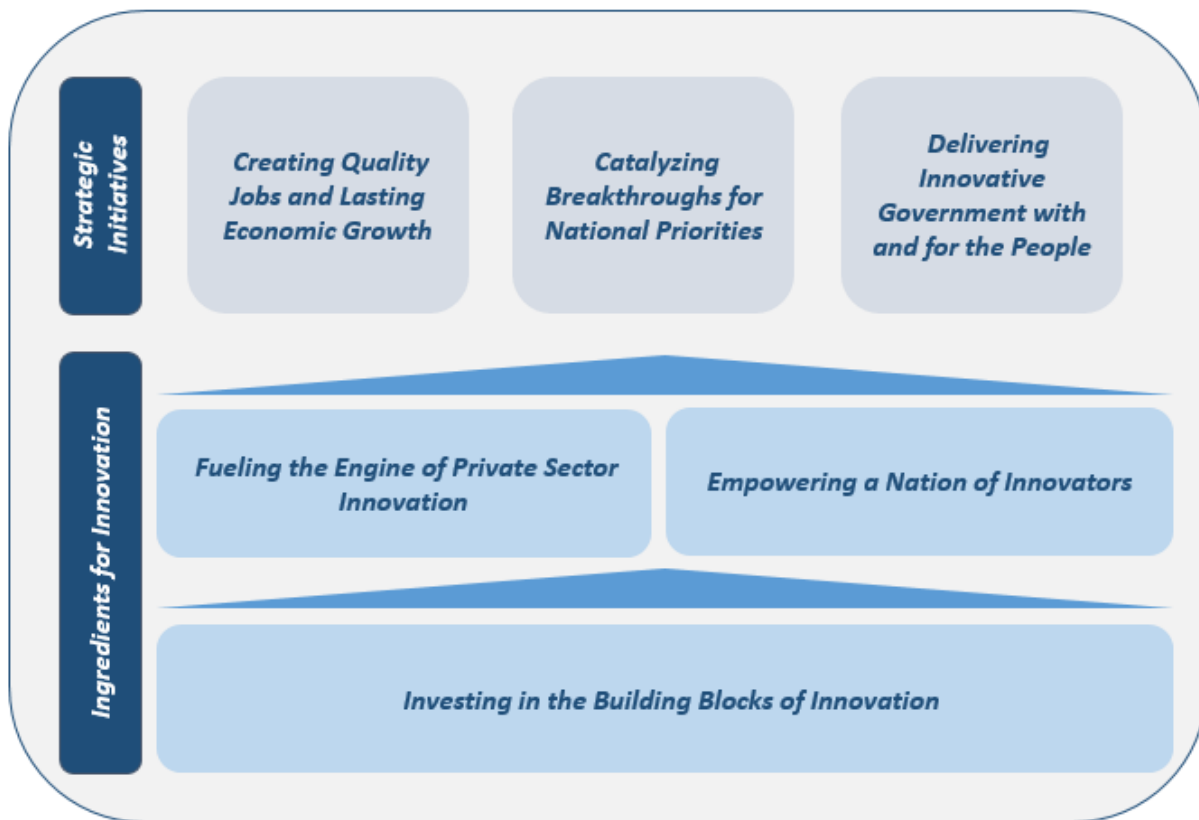 Strategic
Initiatives
Creating Quality
Jobs and Lasting
Economic Growth
Catalyzing
Breakthroughs for
National Priorities
Delivering
Innovative
Government with
and for the People
Ingredients for Innovation
Fueling the Engine of Private Sector
Innovation
Empowering a Nation of Innovators
Investing in the Building Blocks of Innovation